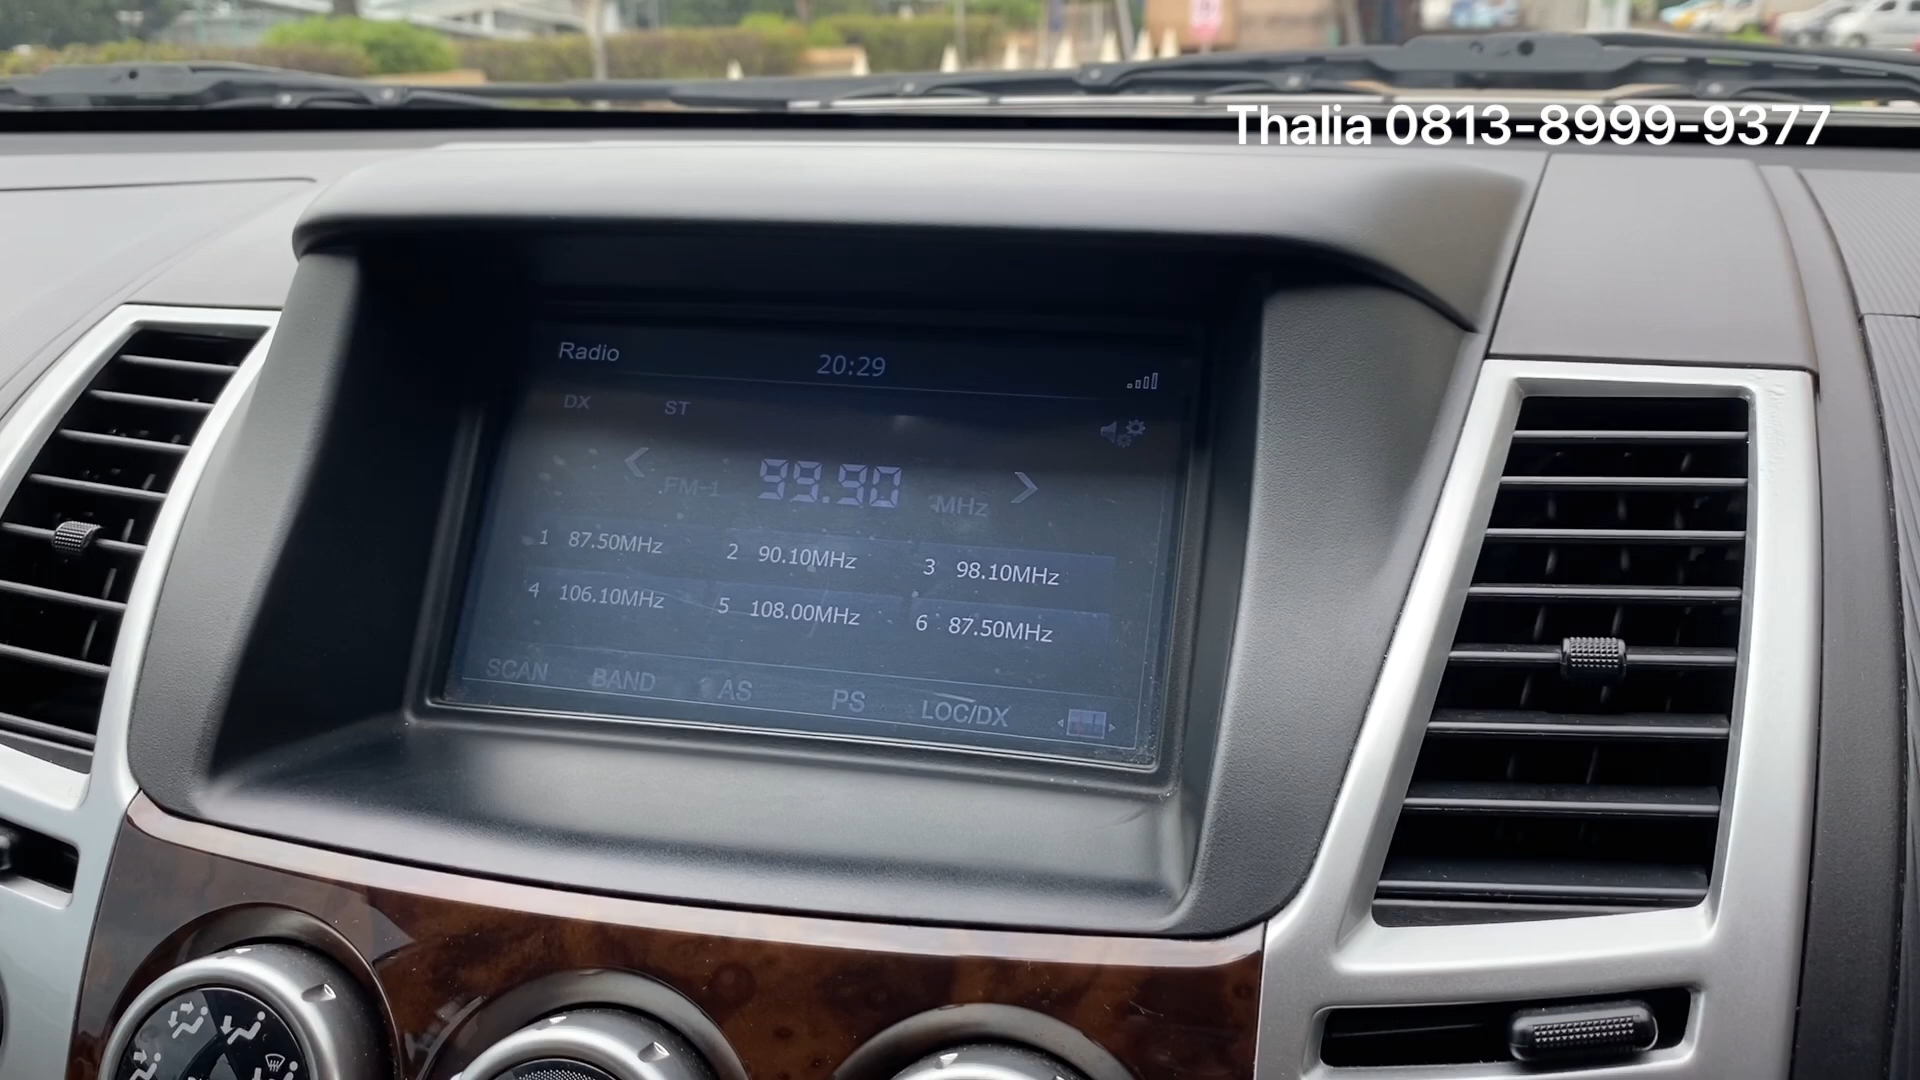 Thalia 0813-8999-9377
Radio
20:29
DX ST
FM-1 99.90 MHz
1 87.50MHz 2 90.10MHz 3 98.10MHz
4 106.10MHz 5 108.00MHz 6 87.50MHz
SCAN BAND AS PS LOC/DX